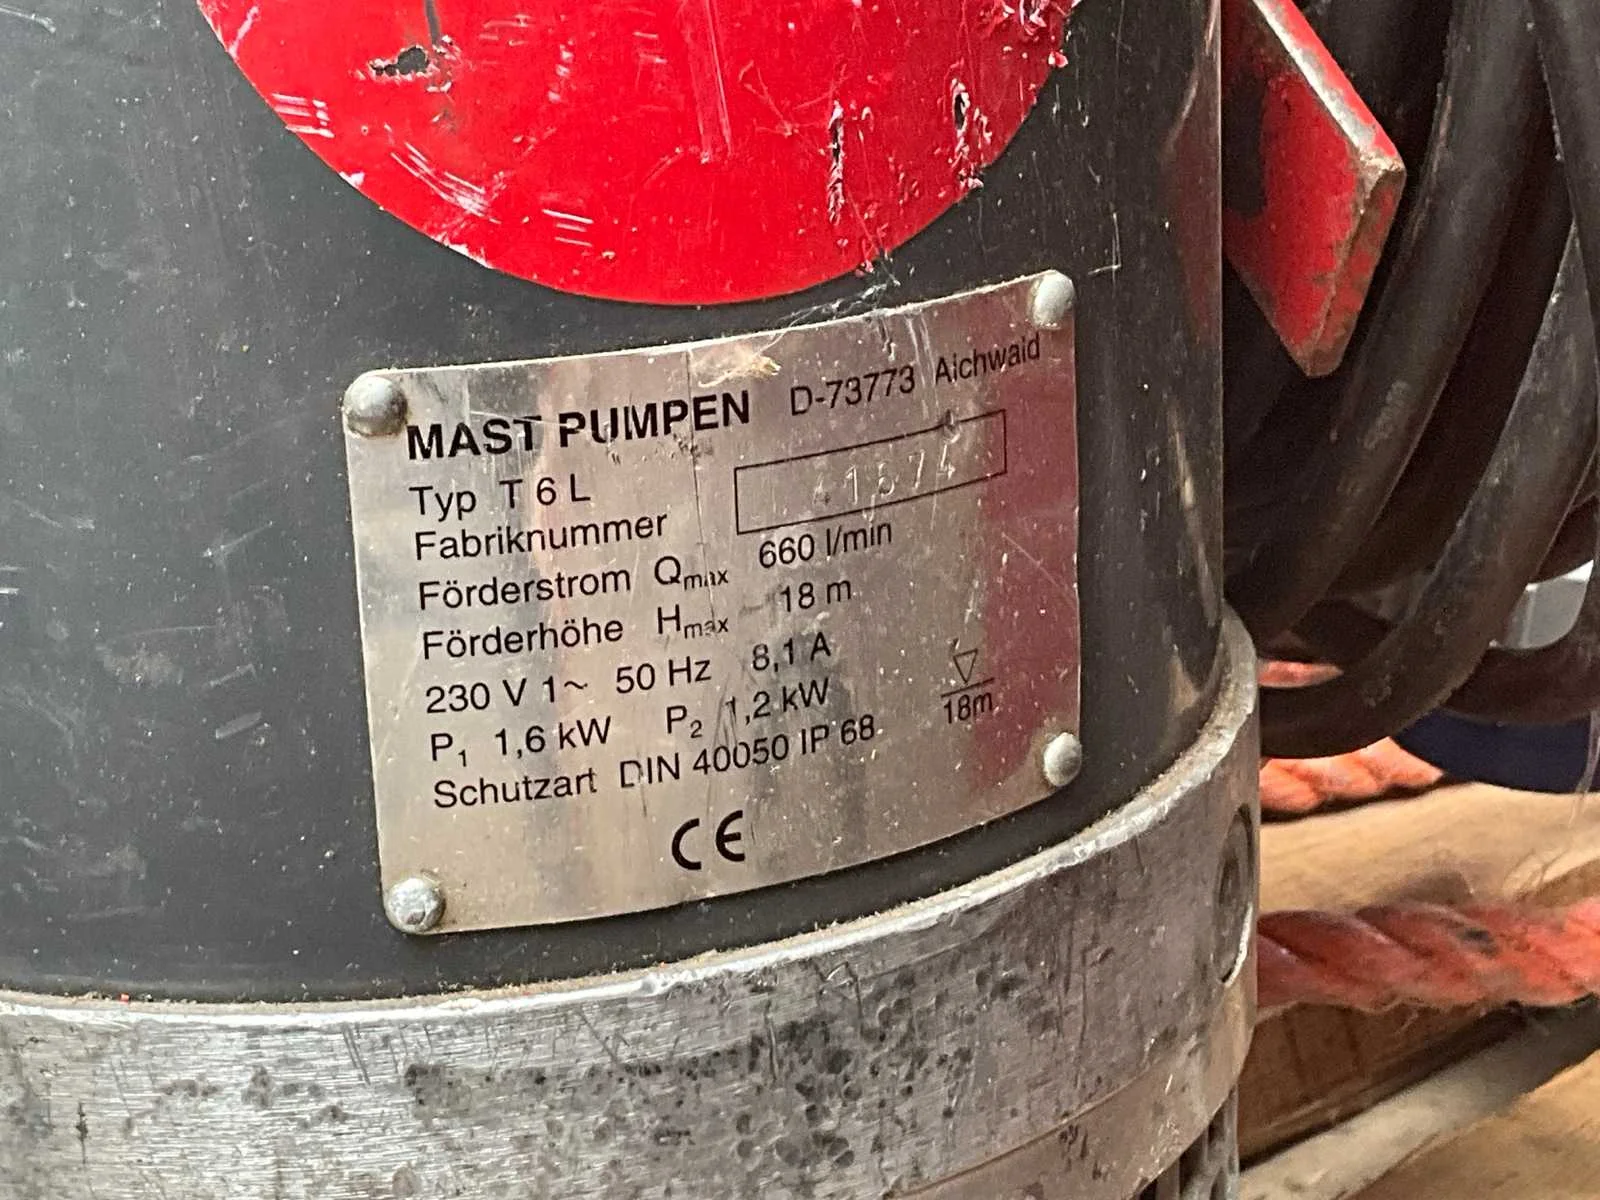 MAST PUMPEN D-73773 Aichwald
Typ T 6 L
Fabriknummer 41574
Förderstrom Qmax 660 l/min
Förderhöhe Hmax 18 m
230 V 1~ 50 Hz 8,1 A
P1 1,6 kW P2 1,2 kW
18m
Schutzart DIN 40050 IP 68
CE